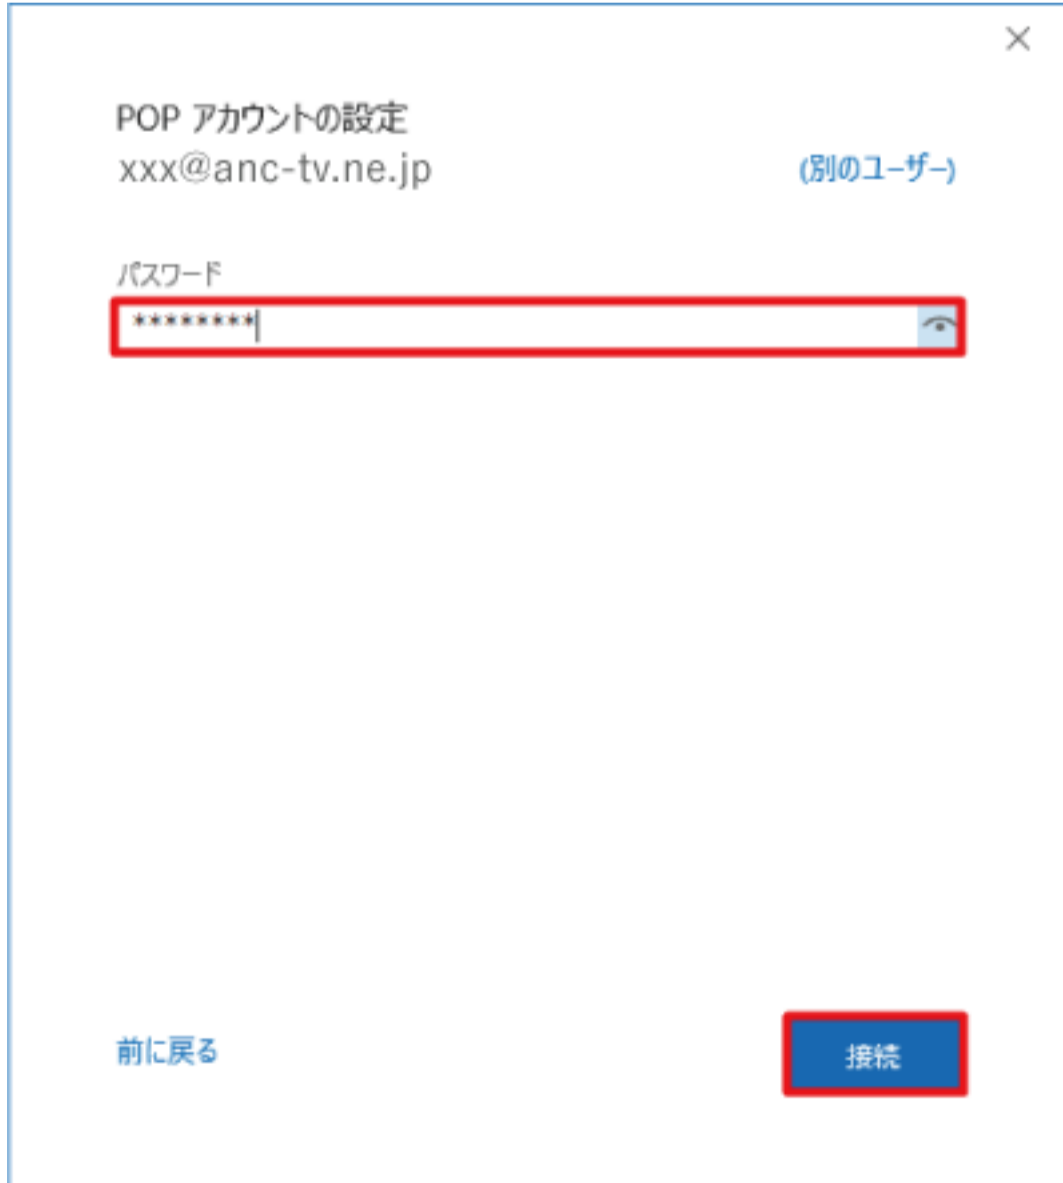 POP アカウントの設定
xxx@anc-tv.ne.jp
(別のユーザー)
パスワード
********
前に戻る
接続